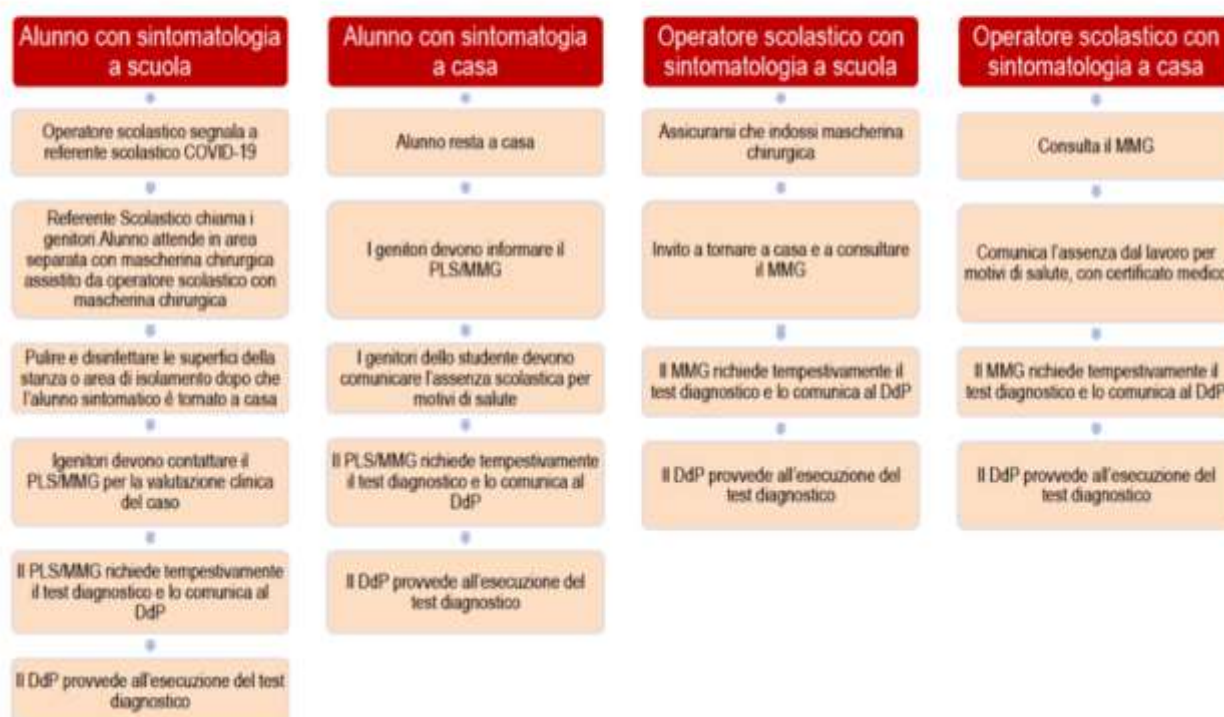 Alunno con sintomatologia
a scuola
Operatore scolastico segnala a
referente scolastico COVID-19
Referente Scolastico chiama i
genitori Alunno attende in area
separata con mascherina chirurgica
assistito da operatore scolastico con
mascherina chirurgica
Pulire e disinfettare le superfici della
stanza o area di isolamento dopo che
l'alunno sintomatico è tornato a casa
Igenitori devono contattare il
PLS/MMG per la valutazione clinica
del caso
Il PLS/MMG richiede tempestivamente
il test diagnostico e lo comunica al
DdP
Il DdP provvede all'esecuzione del test
diagnostico
Alunno con sintomatogia
a casa
Alunno resta a casa
I genitori devono informare il
PLS/MMG
I genitori dello studente devono
comunicare l'assenza scolastica per
motivi di salute
Il PLS/MMG richiede tempestivamente
il test diagnostico e lo comunica al
DdP
Il DdP provvede all'esecuzione del
test diagnostico
Operatore scolastico con
sintomatologia a scuola
Assicurarsi che indossi mascherina
chirurgica
Invito a tornare a casa e a consultare
il MMG
Il MMG richiede tempestivamente il
test diagnostico e lo comunica al DdP
Il DdP provvede all'esecuzione del
test diagnostico
Operatore scolastico con
sintomatologia a casa
Consulta il MMG
Comunica l'assenza dal lavoro per
motivi di salute, con certificato medico
Il MMG richiede tempestivamente il
test diagnostico e lo comunica al DdP
Il DdP provvede all'esecuzione del
test diagnostico